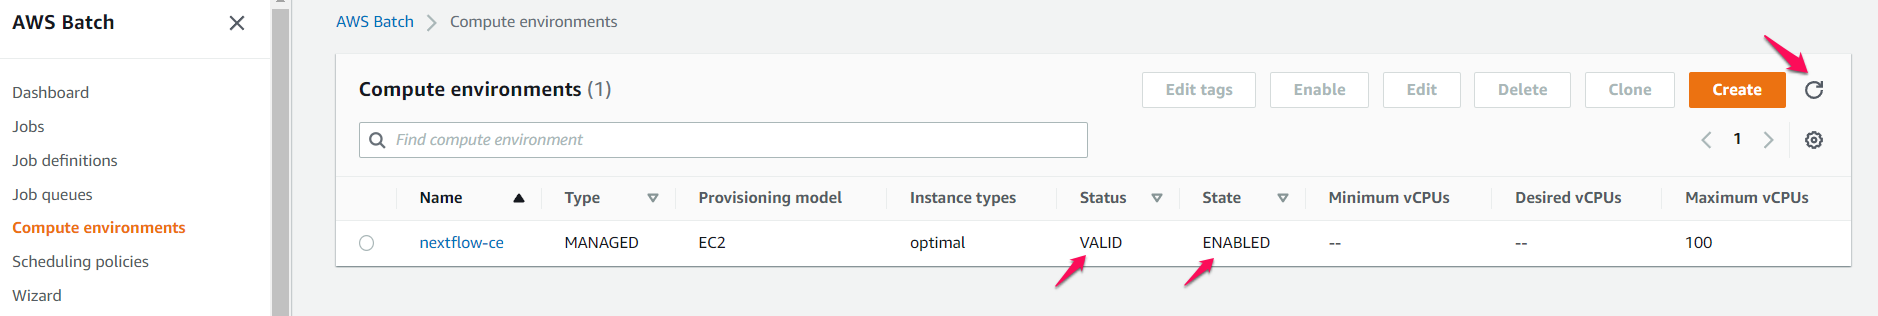 AWS Batch
Dashboard
Jobs
Job definitions
Job queues
Compute environments
Scheduling policies
Wizard
AWS Batch Compute environments
Compute environments (1) Edit tags Enable Edit Delete Clone Create
Find compute environment 1
Name Type Provisioning model Instance types Status State Minimum vCPUs Desired vCPUs Maximum vCPUs
nextflow-ce MANAGED EC2 optimal VALID ENABLED -- -- 100